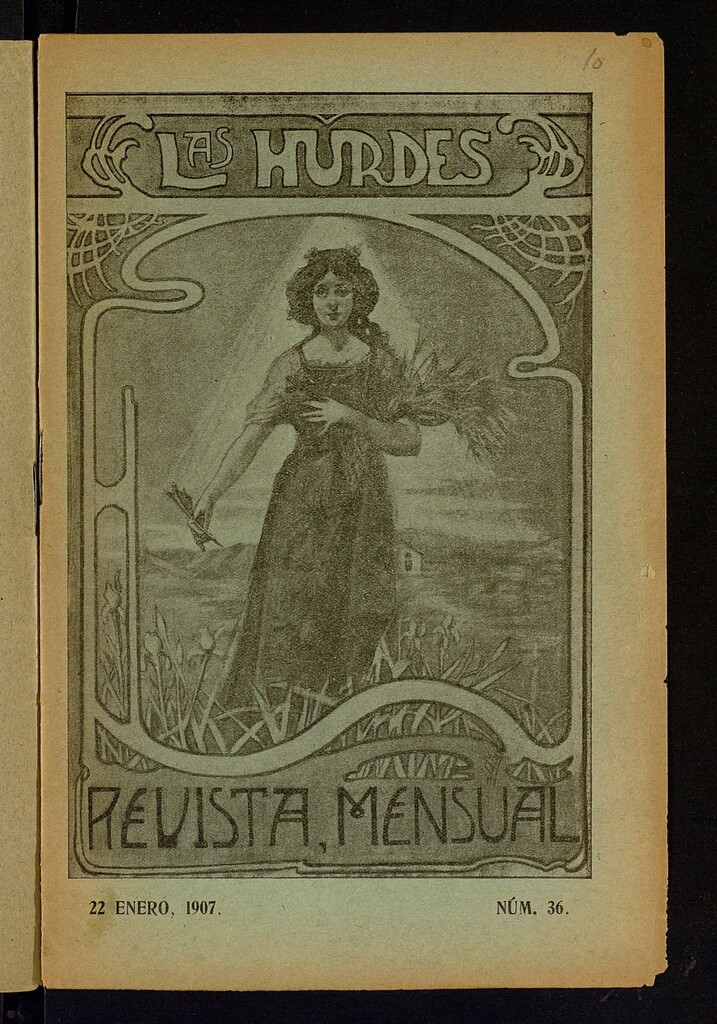 10
LAS HURDES
REVISTA, MENSUAL
22 ENERO, 1907.
NÚM. 36.